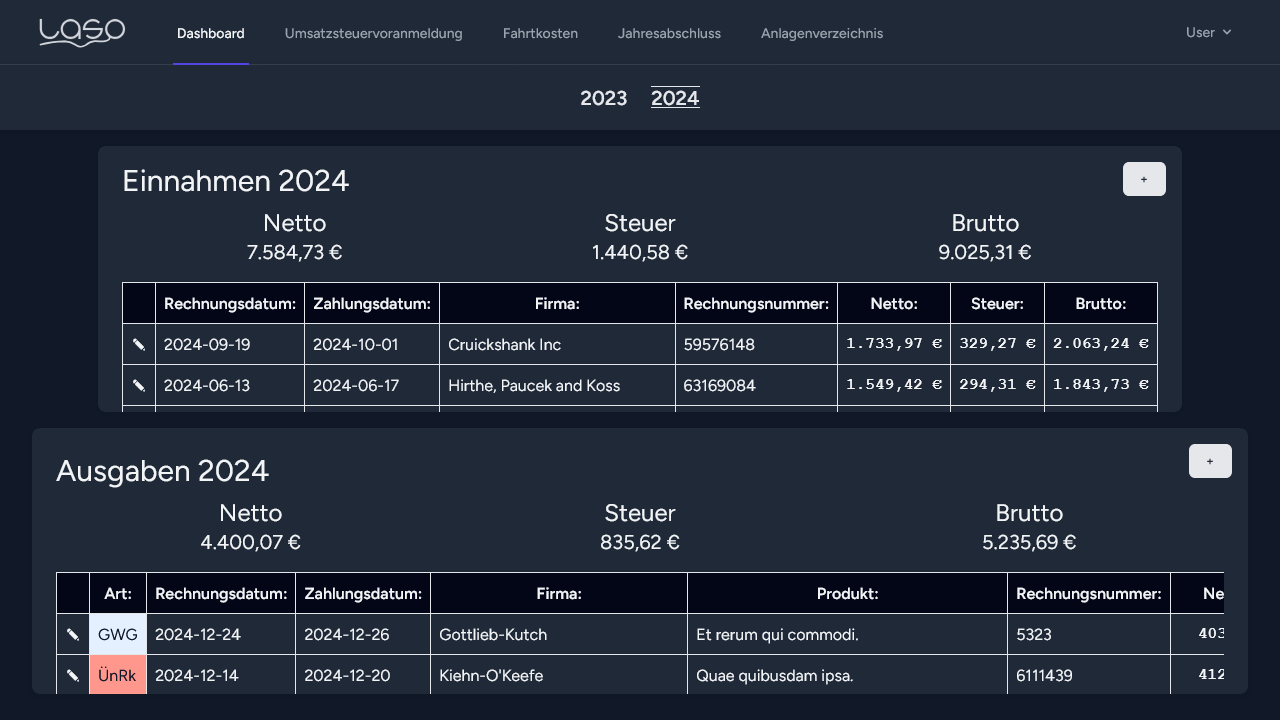 Laso
Dashboard Umsatzsteuervoranmeldung Fahrtkosten Jahresabschluss Anlagenverzeichnis User
2023 2024
Einnahmen 2024 +
Netto Steuer Brutto
7.584,73 € 1.440,58 € 9.025,31 €
Rechnungsdatum: Zahlungsdatum: Firma: Rechnungsnummer: Netto: Steuer: Brutto:
2024-09-19 2024-10-01 Cruickshank Inc 59576148 1.733,97 € 329,27 € 2.063,24 €
2024-06-13 2024-06-17 Hirthe, Paucek and Koss 63169084 1.549,42 € 294,31 € 1.843,73 €
Ausgaben 2024 +
Netto Steuer Brutto
4.400,07 € 835,62 € 5.235,69 €
Art: Rechnungsdatum: Zahlungsdatum: Firma: Produkt: Rechnungsnummer: Ne
GWG 2024-12-24 2024-12-26 Gottlieb-Kutch Et rerum qui commodi. 5323 403
ÜnRk 2024-12-14 2024-12-20 Kiehn-O'Keefe Quae quibusdam ipsa. 6111439 412